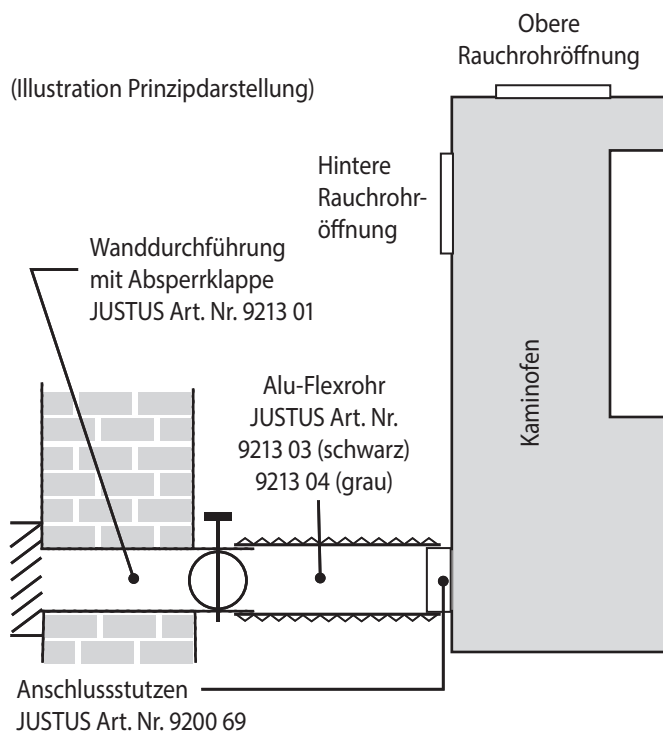 Obere
Rauchrohröffnung
(Illustration Prinzipdarstellung)
Hintere
Rauchrohr-
öffnung
Wanddurchführung
mit Absperrklappe
JUSTUS Art. Nr. 9213 01
Kaminofen
Alu-Flexrohr
JUSTUS Art. Nr.
9213 03 (schwarz)
9213 04 (grau)
Anschlussstutzen
JUSTUS Art. Nr. 9200 69